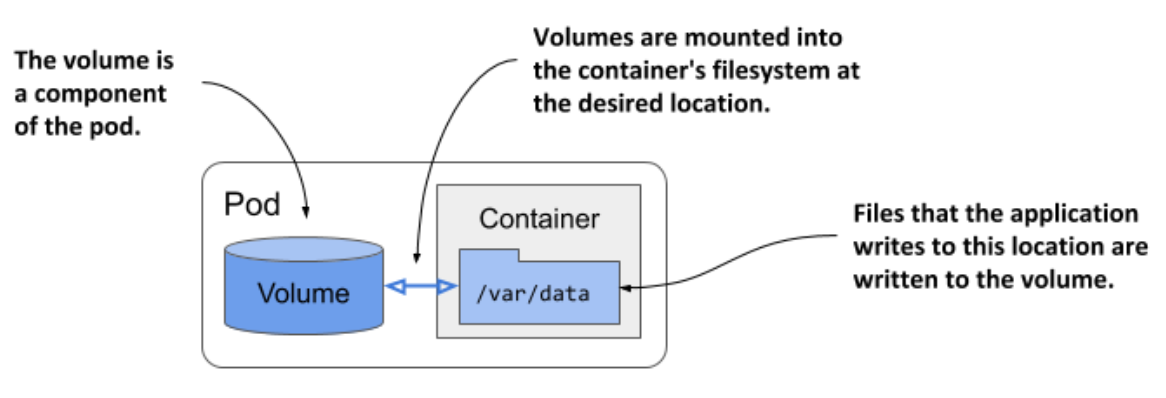 The volume is
a component
of the pod.
Volumes are mounted into
the container's filesystem at
the desired location.
Pod
Container
Volume
/var/data
Files that the application
writes to this location are
written to the volume.